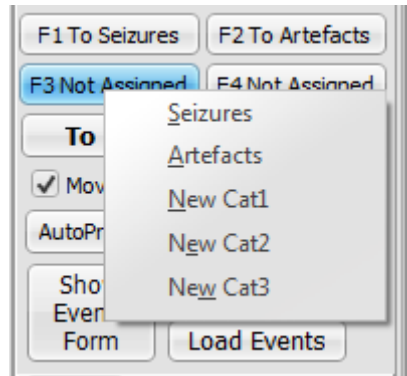 F1 To Seizures F2 To Artefacts
F3 Not Assigned F4 Not Assigned
Seizures
To
Artefacts
Mov
New Cat1
AutoPr
New Cat2
Sho
New Cat3
Even
Form Load Events